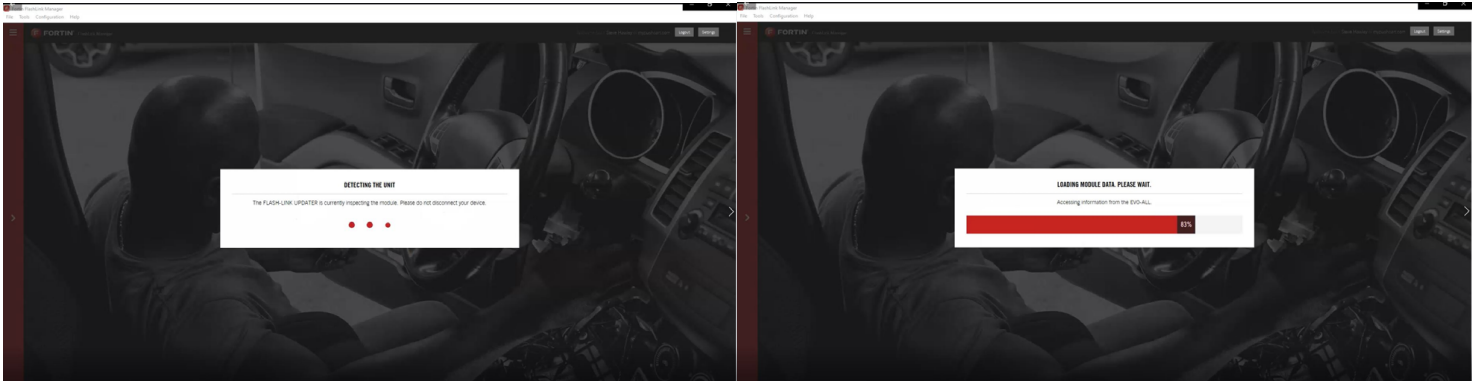 Fortin FlashLink Manager
File Tools Configuration Help
FORTIN
Logout Settings
DETECTING THE UNIT
The FLASH-LINK UPDATER is currently inspecting the module. Please do not disconnect your device.
FlashLink Manager
File Tools Configuration Help
FORTIN
Logout Settings
LOADING MODULE DATA. PLEASE WAIT.
Accessing information from the EVO-ALL.
83%